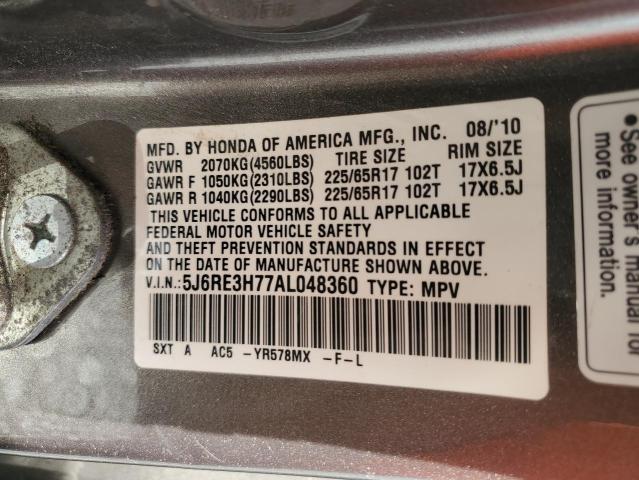 MFD. BY HONDA OF AMERICA MFG., INC. 08/'10
GVWR 2070KG(4560LBS) TIRE SIZE RIM SIZE
GAWR F 1050KG(2310LBS) 225/65R17 102T 17X6.5J
GAWR R 1040KG(2290LBS) 225/65R17 102T 17X6.5J
THIS VEHICLE CONFORMS TO ALL APPLICABLE
FEDERAL MOTOR VEHICLE SAFETY
AND THEFT PREVENTION STANDARDS IN EFFECT
ON THE DATE OF MANUFACTURE SHOWN ABOVE.
V.I.N.: 5J6RE3H77AL048360 TYPE: MPV
SXT A AC5 -YR578MX -F-L
•See owner's manual for
more information.